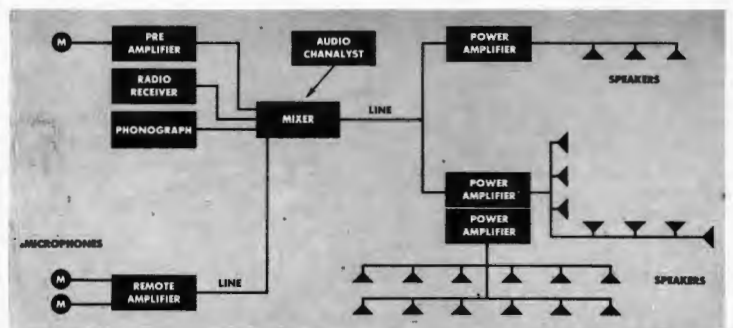 M
PRE
AMPLIFIER
AUDIO
CHANALYST
POWER
AMPLIFIER
RADIO
RECEIVER
SPEAKERS
PHONOGRAPH
MIXER
LINE
POWER
AMPLIFIER
POWER
AMPLIFIER
MICROPHONES
M
M
REMOTE
AMPLIFIER
LINE
SPEAKERS